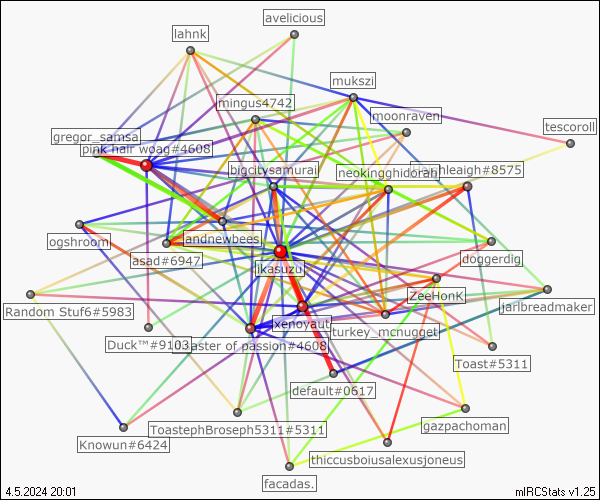 avelicious
lahnk
mukszi
mingus4742
moonraven
tescoroll
gregor_samsa
pink hair woag#4608
bigcitysamurai
neokingghidorah
ashleigh#8575
ogshroom
andnewbees
asad#6947
doggerdig
ikasuzu
ZeeHonK
jarlbreadmaker
Random Stuf6#5983
xenoyaut
turkey_mcnugget
Duck™#9103
master of passion#4608
Toast#5311
default#0617
gazpachoman
ToastephBroseph5311#5311
Knowun#6424
thiccusboiusalexusjoneus
facadas.
4.5.2024 20:01
mIRCStats v1.25